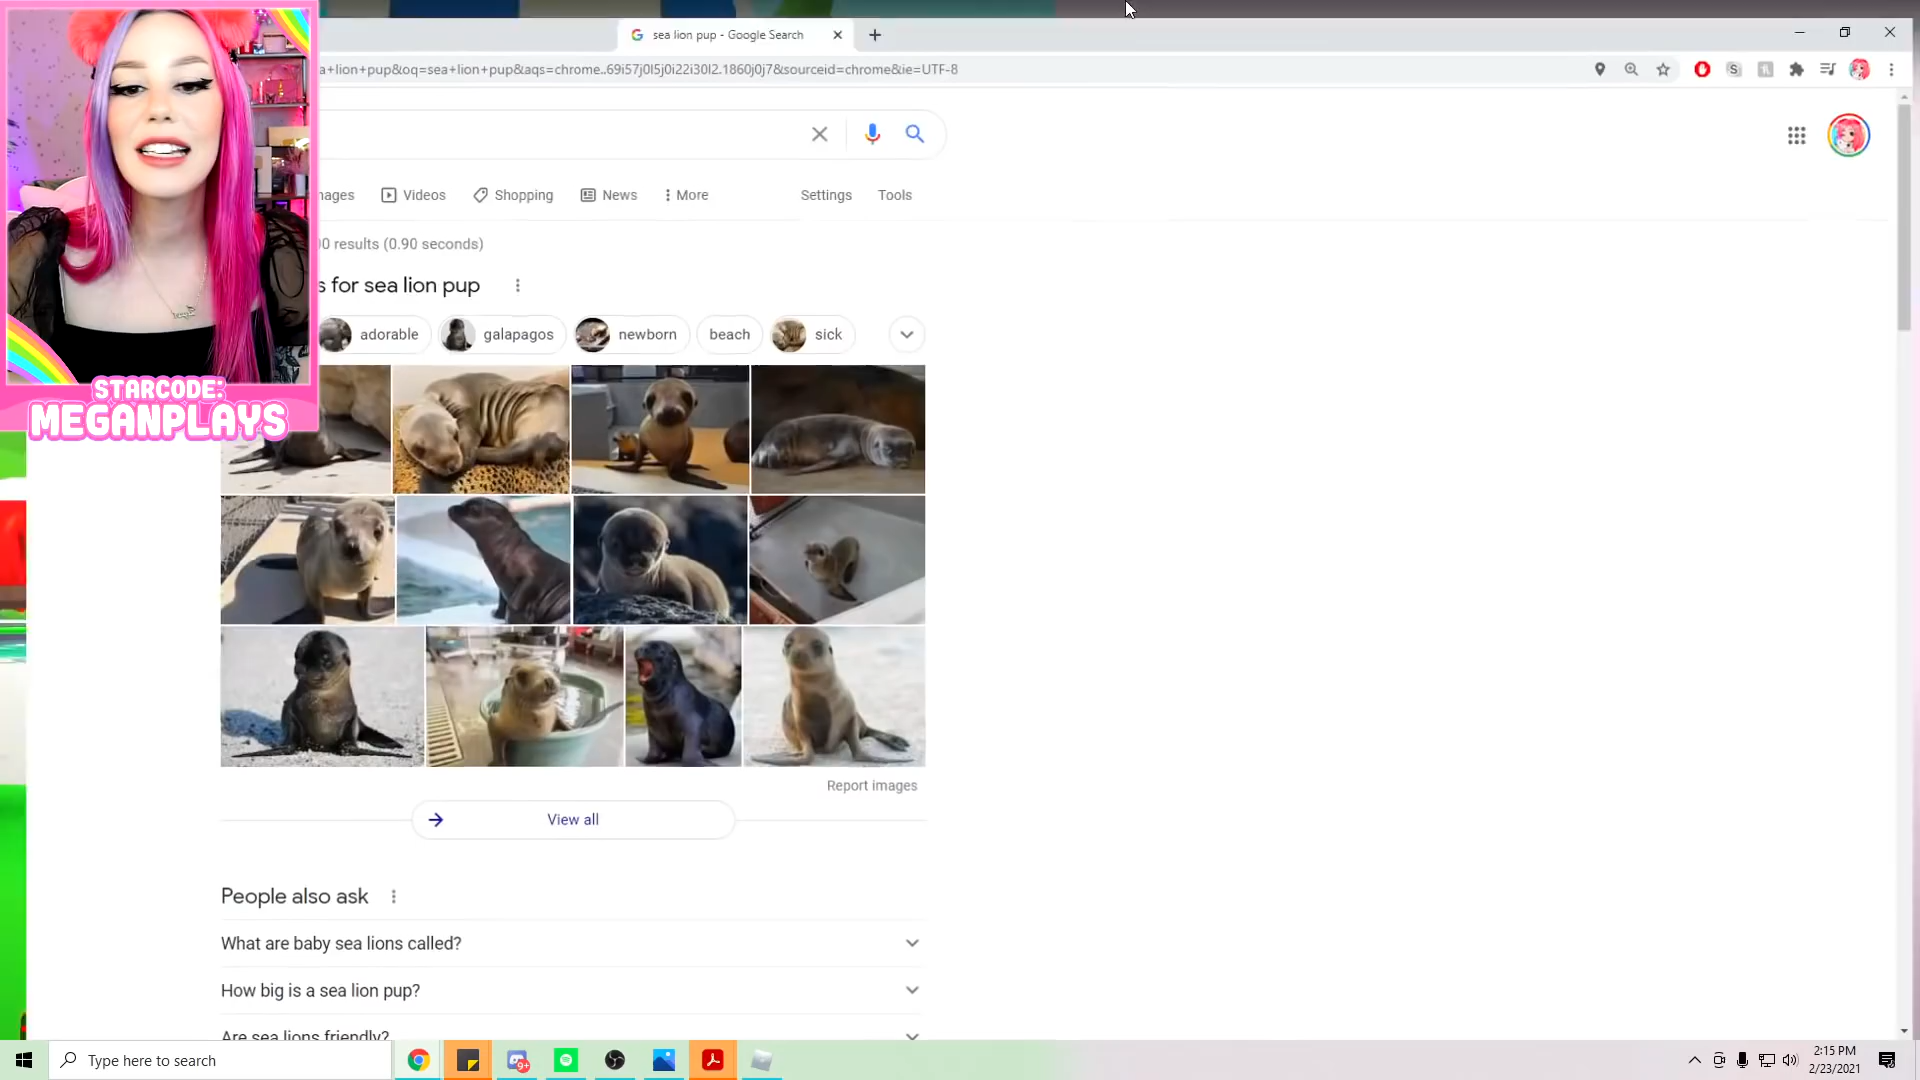 sea lion pup - Google Search
a+lion+pup&oq=sea+lion+pup&aqs=chrome..69i57j0l5j0i22i30l2.1860j0j7&sourceid=chrome&ie=UTF-8
ages
Videos
Shopping
News
More
Settings
Tools
00 results (0.90 seconds)
s for sea lion pup
adorable
galapagos
newborn
beach
sick
STARCODE:
MEGANPLAYS
Report images
View all
People also ask
What are baby sea lions called?
How big is a sea lion pup?
Are sea lions friendly?
Type here to search
9+
2:15 PM
2/23/2021